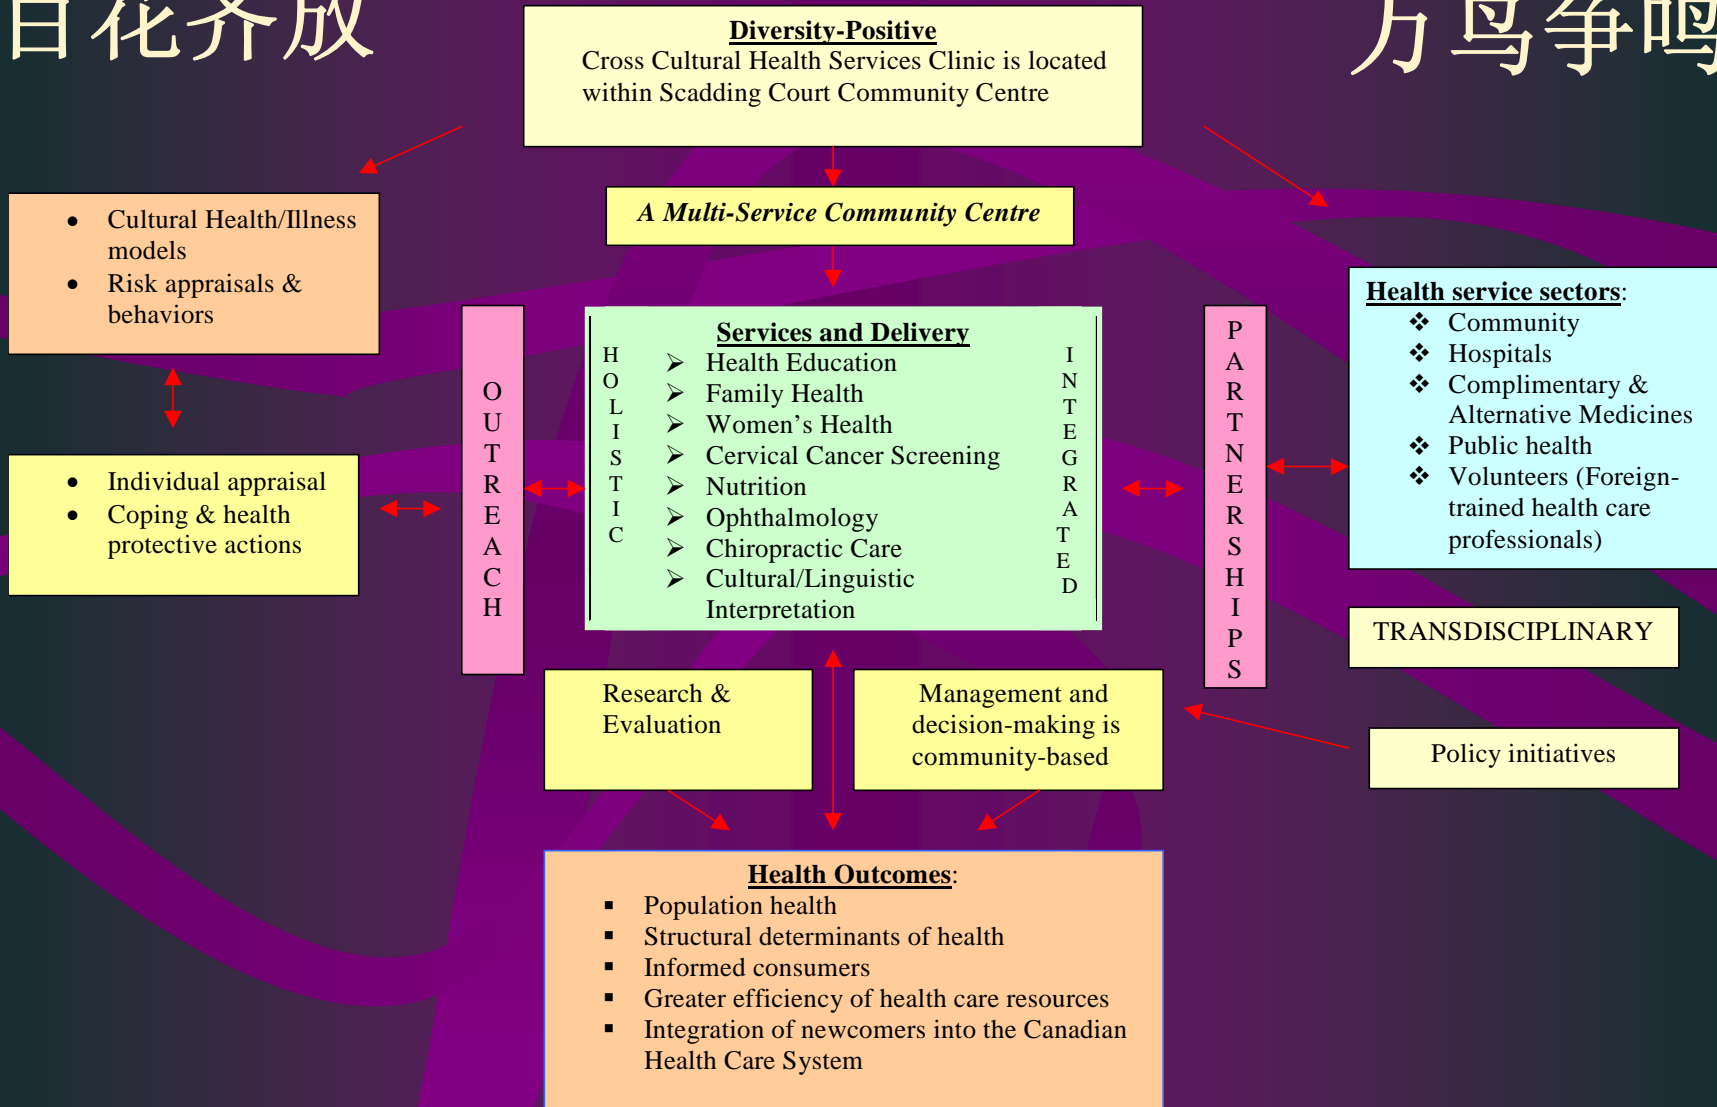 百花齐放
万鸟争鸣
Diversity-Positive
Cross Cultural Health Services Clinic is located
within Scadding Court Community Centre
A Multi-Service Community Centre
Cultural Health/Illness
models
Risk appraisals &
behaviors
Individual appraisal
Coping & health
protective actions
OUTREACH
HOLISTIC
Services and Delivery
Health Education
Family Health
Women’s Health
Cervical Cancer Screening
Nutrition
Ophthalmology
Chiropractic Care
Cultural/Linguistic
Interpretation
INTEGRATED
PARTNERSHIPS
Health service sectors:
Community
Hospitals
Complimentary &
Alternative Medicines
Public health
Volunteers (Foreign-
trained health care
professionals)
TRANSDISCIPLINARY
Policy initiatives
Research &
Evaluation
Management and
decision-making is
community-based
Health Outcomes:
Population health
Structural determinants of health
Informed consumers
Greater efficiency of health care resources
Integration of newcomers into the Canadian
Health Care System